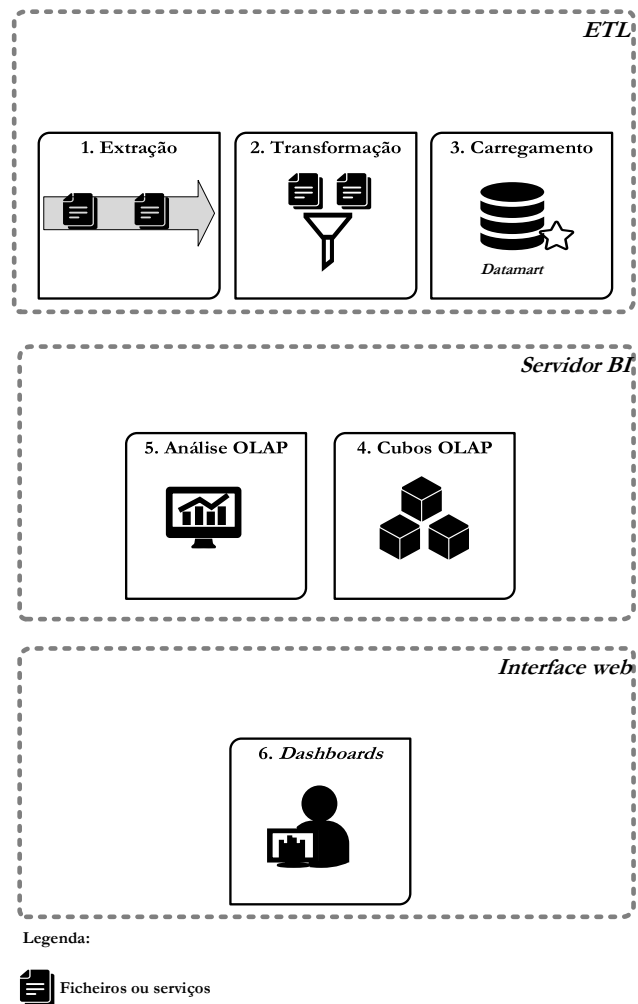 ETL
1. Extração
2. Transformação
3. Carregamento
Datamart
Servidor BI
5. Análise OLAP
4. Cubos OLAP
Interface web
6. Dashboards
Legenda:
Ficheiros ou serviços